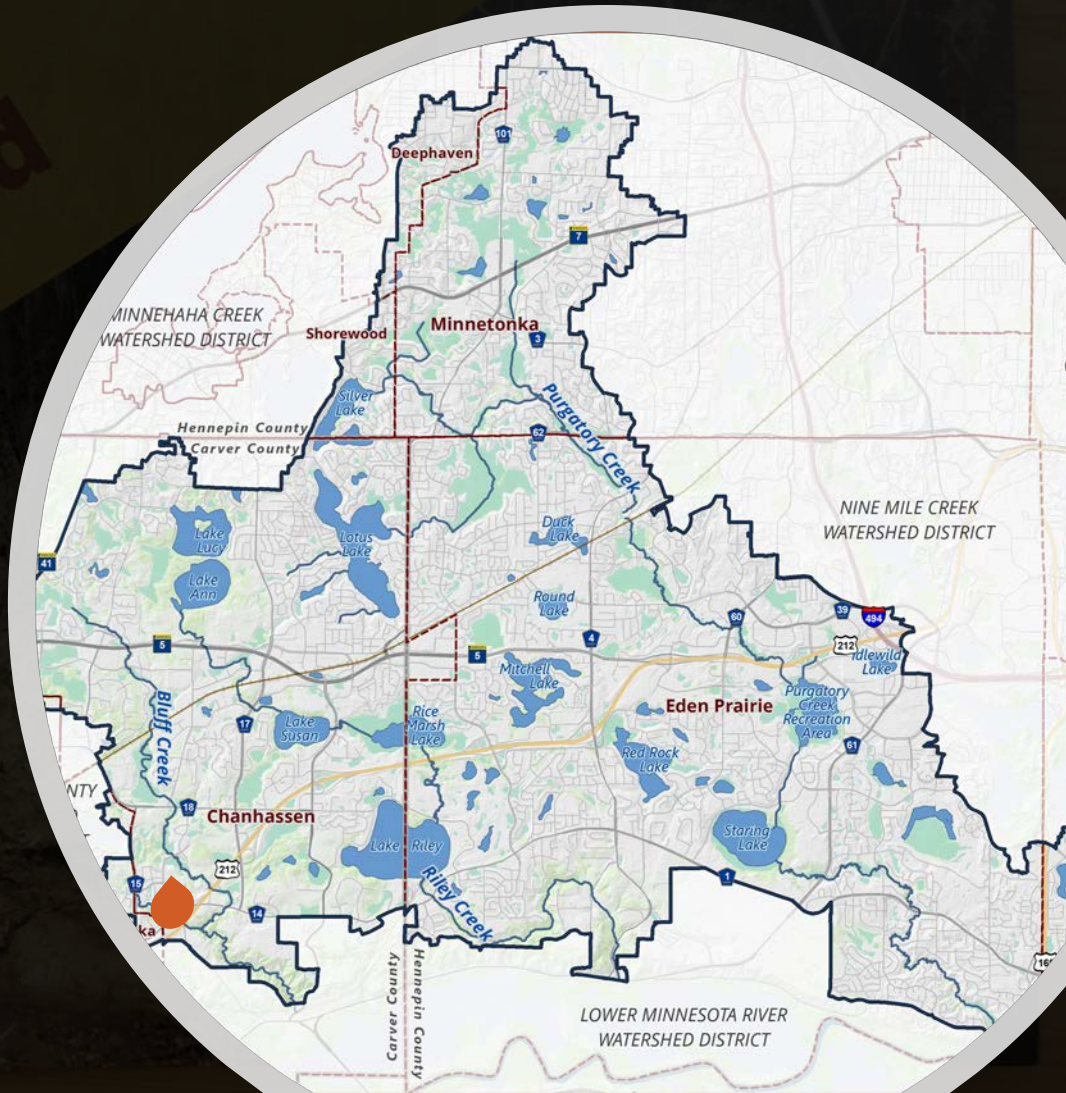 d
101
Deephaven
7
MINNEHAHA CREEK
WATERSHED DISTRICT
Shorewood
Minnetonka
3
Silver
Lake
Purgatory Creek
Hennepin County
Carver County
62
NINE MILE CREEK
WATERSHED DISTRICT
Lake
Lucy
Lotus
Lake
Duck
Lake
41
Lake
Ann
Round
Lake
60
39
494
5
4
212
5
Idlewild
Lake
Mitchell
Lake
Bluff Creek
Purgatory
Creek
Recreation
Area
Eden Prairie
17
Lake
Susan
Rice
Marsh
Lake
61
Red Rock
Lake
NTY
18
Chanhassen
Lake Riley
Staring
Lake
212
15
1
Riley Creek
14
ka
Carver County
Hennepin County
169
LOWER MINNESOTA RIVER
WATERSHED DISTRICT